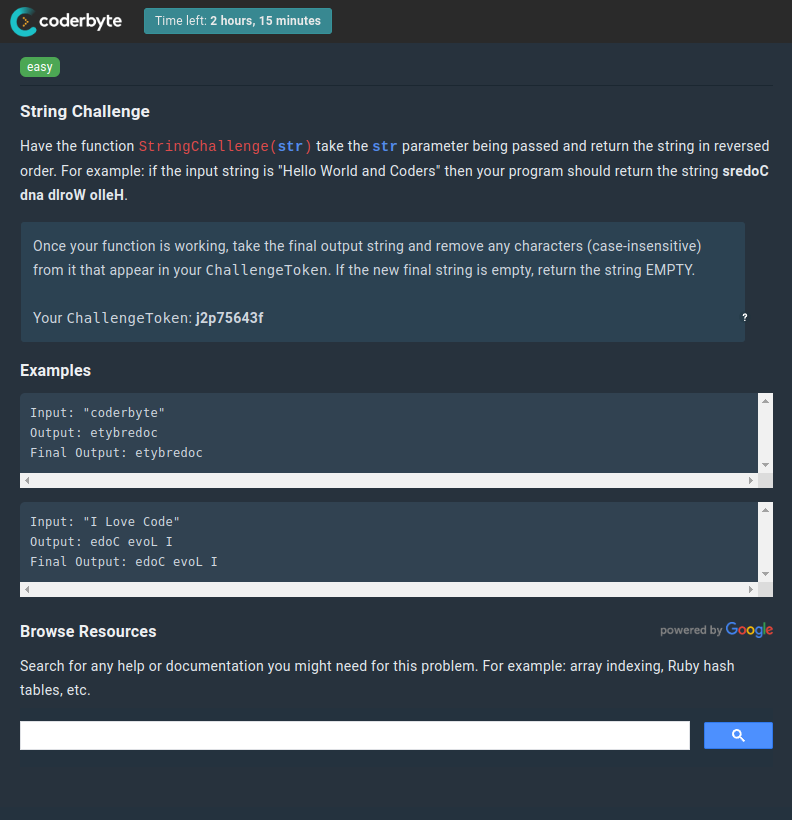 coderbyte
Time left: 2 hours, 15 minutes
easy
String Challenge
Have the function StringChallenge(str) take the str parameter being passed and return the string in reversed
order. For example: if the input string is "Hello World and Coders" then your program should return the string sredoC
dna dlroW olleH.
Once your function is working, take the final output string and remove any characters (case-insensitive)
from it that appear in your ChallengeToken. If the new final string is empty, return the string EMPTY.
Your ChallengeToken: j2p75643f
?
Examples
Input: "coderbyte"
Output: etybredoc
Final Output: etybredoc
Input: "I Love Code"
Output: edoC evoL I
Final Output: edoC evoL I
Browse Resources
powered by Google
Search for any help or documentation you might need for this problem. For example: array indexing, Ruby hash
tables, etc.